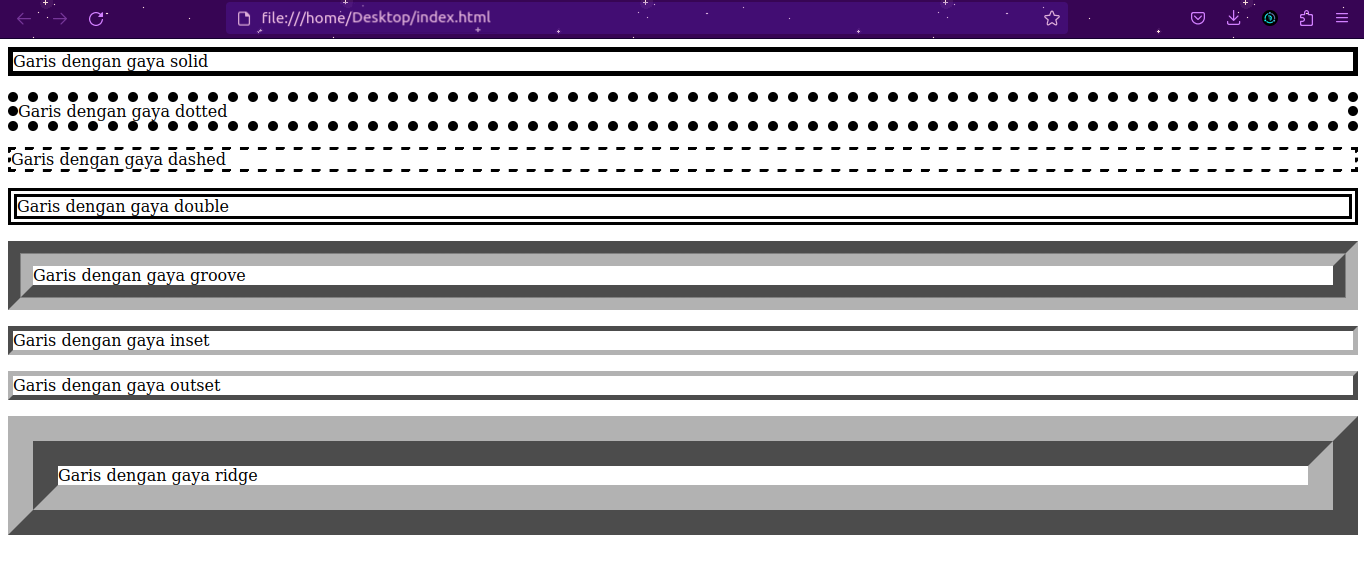 file:///home/Desktop/index.html
Garis dengan gaya solid
Garis dengan gaya dotted
Garis dengan gaya dashed
Garis dengan gaya double
Garis dengan gaya groove
Garis dengan gaya inset
Garis dengan gaya outset
Garis dengan gaya ridge